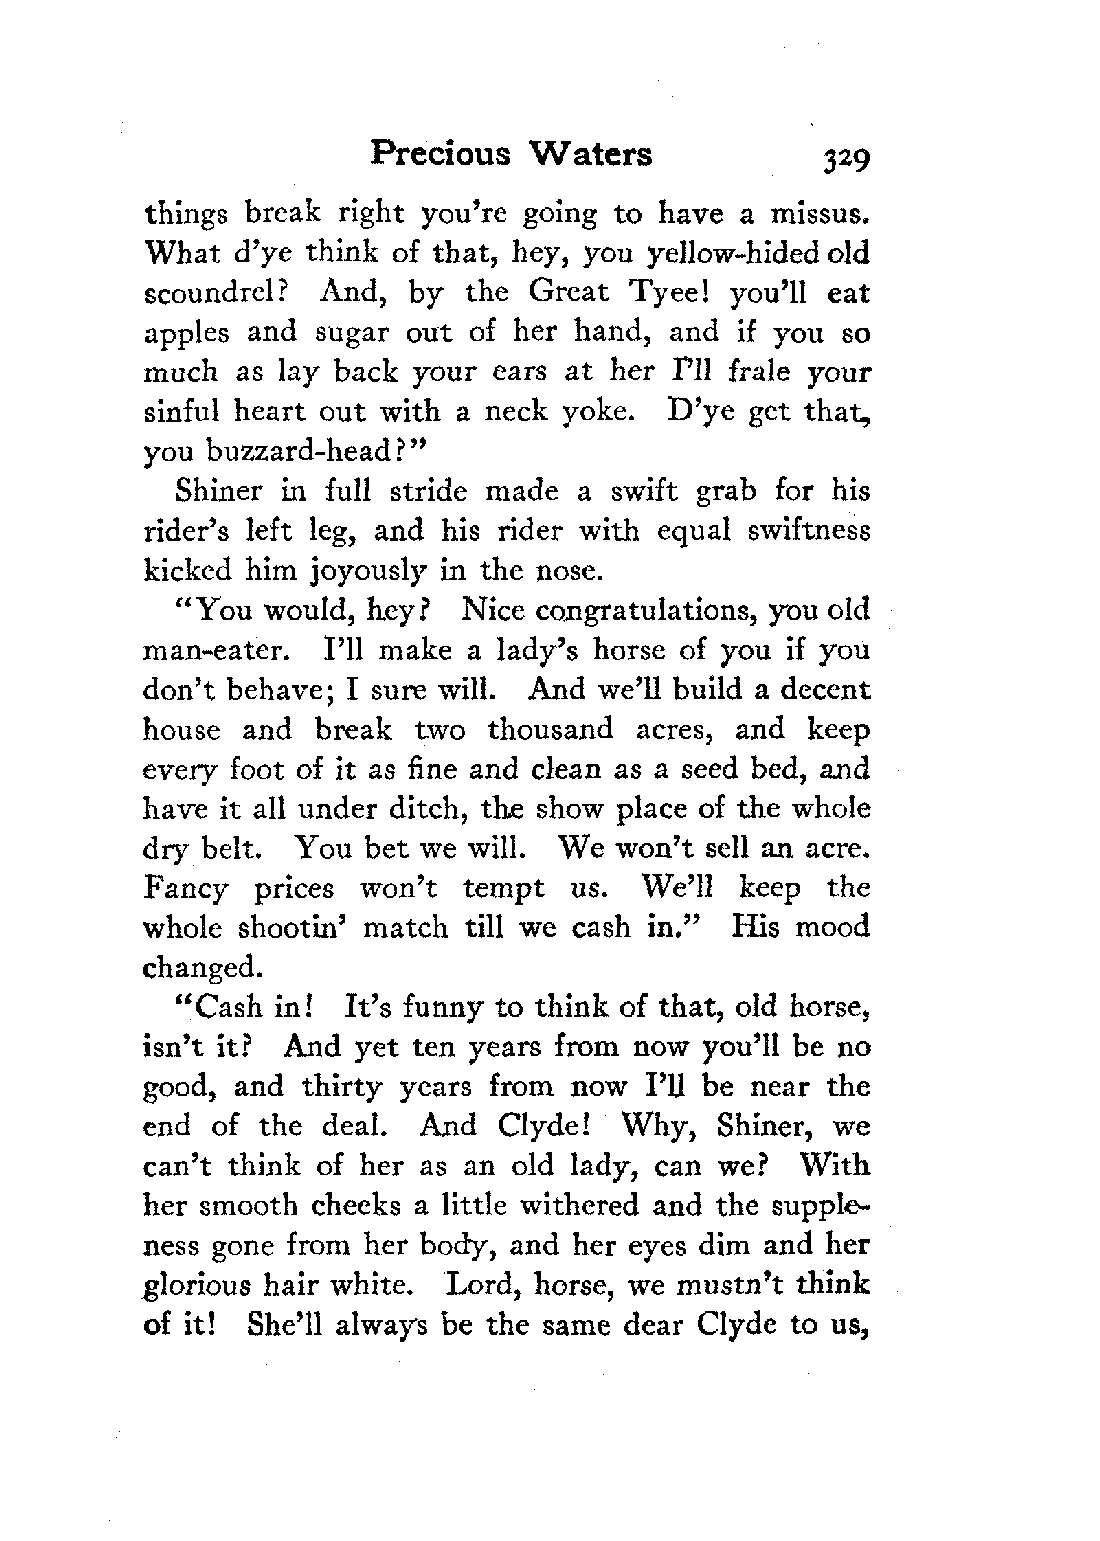 Precious Waters 329
things break right you're going to have a missus.
What d'ye think of that, hey, you yellow-hided old
scoundrel? And, by the Great Tyee! you'll eat
apples and sugar out of her hand, and if you so
much as lay back your ears at her I'll frale your
sinful heart out with a neck yoke. D'ye get that,
you buzzard-head?"
Shiner in full stride made a swift grab for his
rider's left leg, and his rider with equal swiftness
kicked him joyously in the nose.
"You would, hey? Nice congratulations, you old
man-eater. I'll make a lady's horse of you if you
don't behave; I sure will. And we'll build a decent
house and break two thousand acres, and keep
every foot of it as fine and clean as a seed bed, and
have it all under ditch, the show place of the whole
dry belt. You bet we will. We won't sell an acre.
Fancy prices won't tempt us. We'll keep the
whole shootin' match till we cash in." His mood
changed.
"Cash in! It's funny to think of that, old horse,
isn't it? And yet ten years from now you'll be no
good, and thirty years from now I'll be near the
end of the deal. And Clyde! Why, Shiner, we
can't think of her as an old lady, can we? With
her smooth cheeks a little withered and the supple-
ness gone from her body, and her eyes dim and her
glorious hair white. Lord, horse, we mustn't think
of it! She'll always be the same dear Clyde to us,